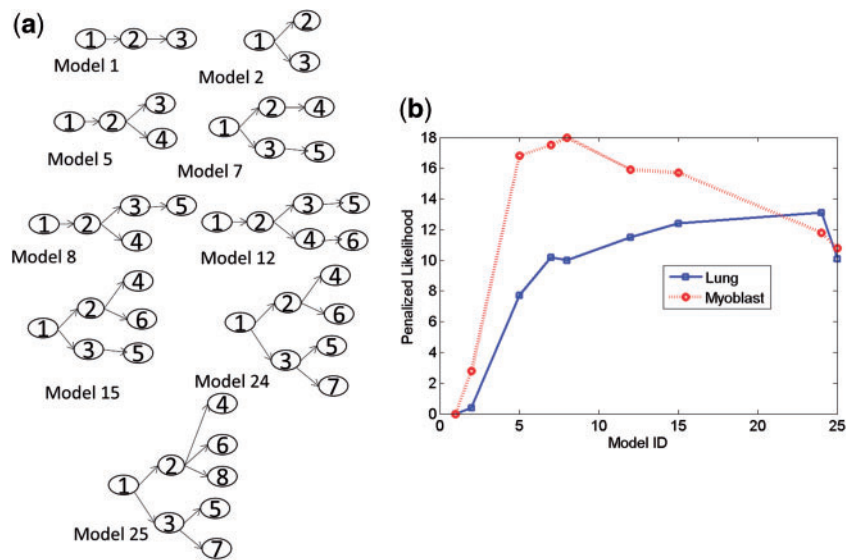 (a)
1 2 3
Model 1
1 2 3
Model 2
1 2 3 4
Model 5
1 2 4 3 5
Model 7
1 2 3 5 4
Model 8
1 2 3 5 4 6
Model 12
1 2 4 6 3 5
Model 15
1 2 4 6 3 5 7
Model 24
1 2 4 6 8 3 5 7
Model 25
(b)
Penalized Likelihood
18
16
14
12
10
8
6
4
2
0
0 5 10 15 20 25
Model ID
Lung
Myoblast